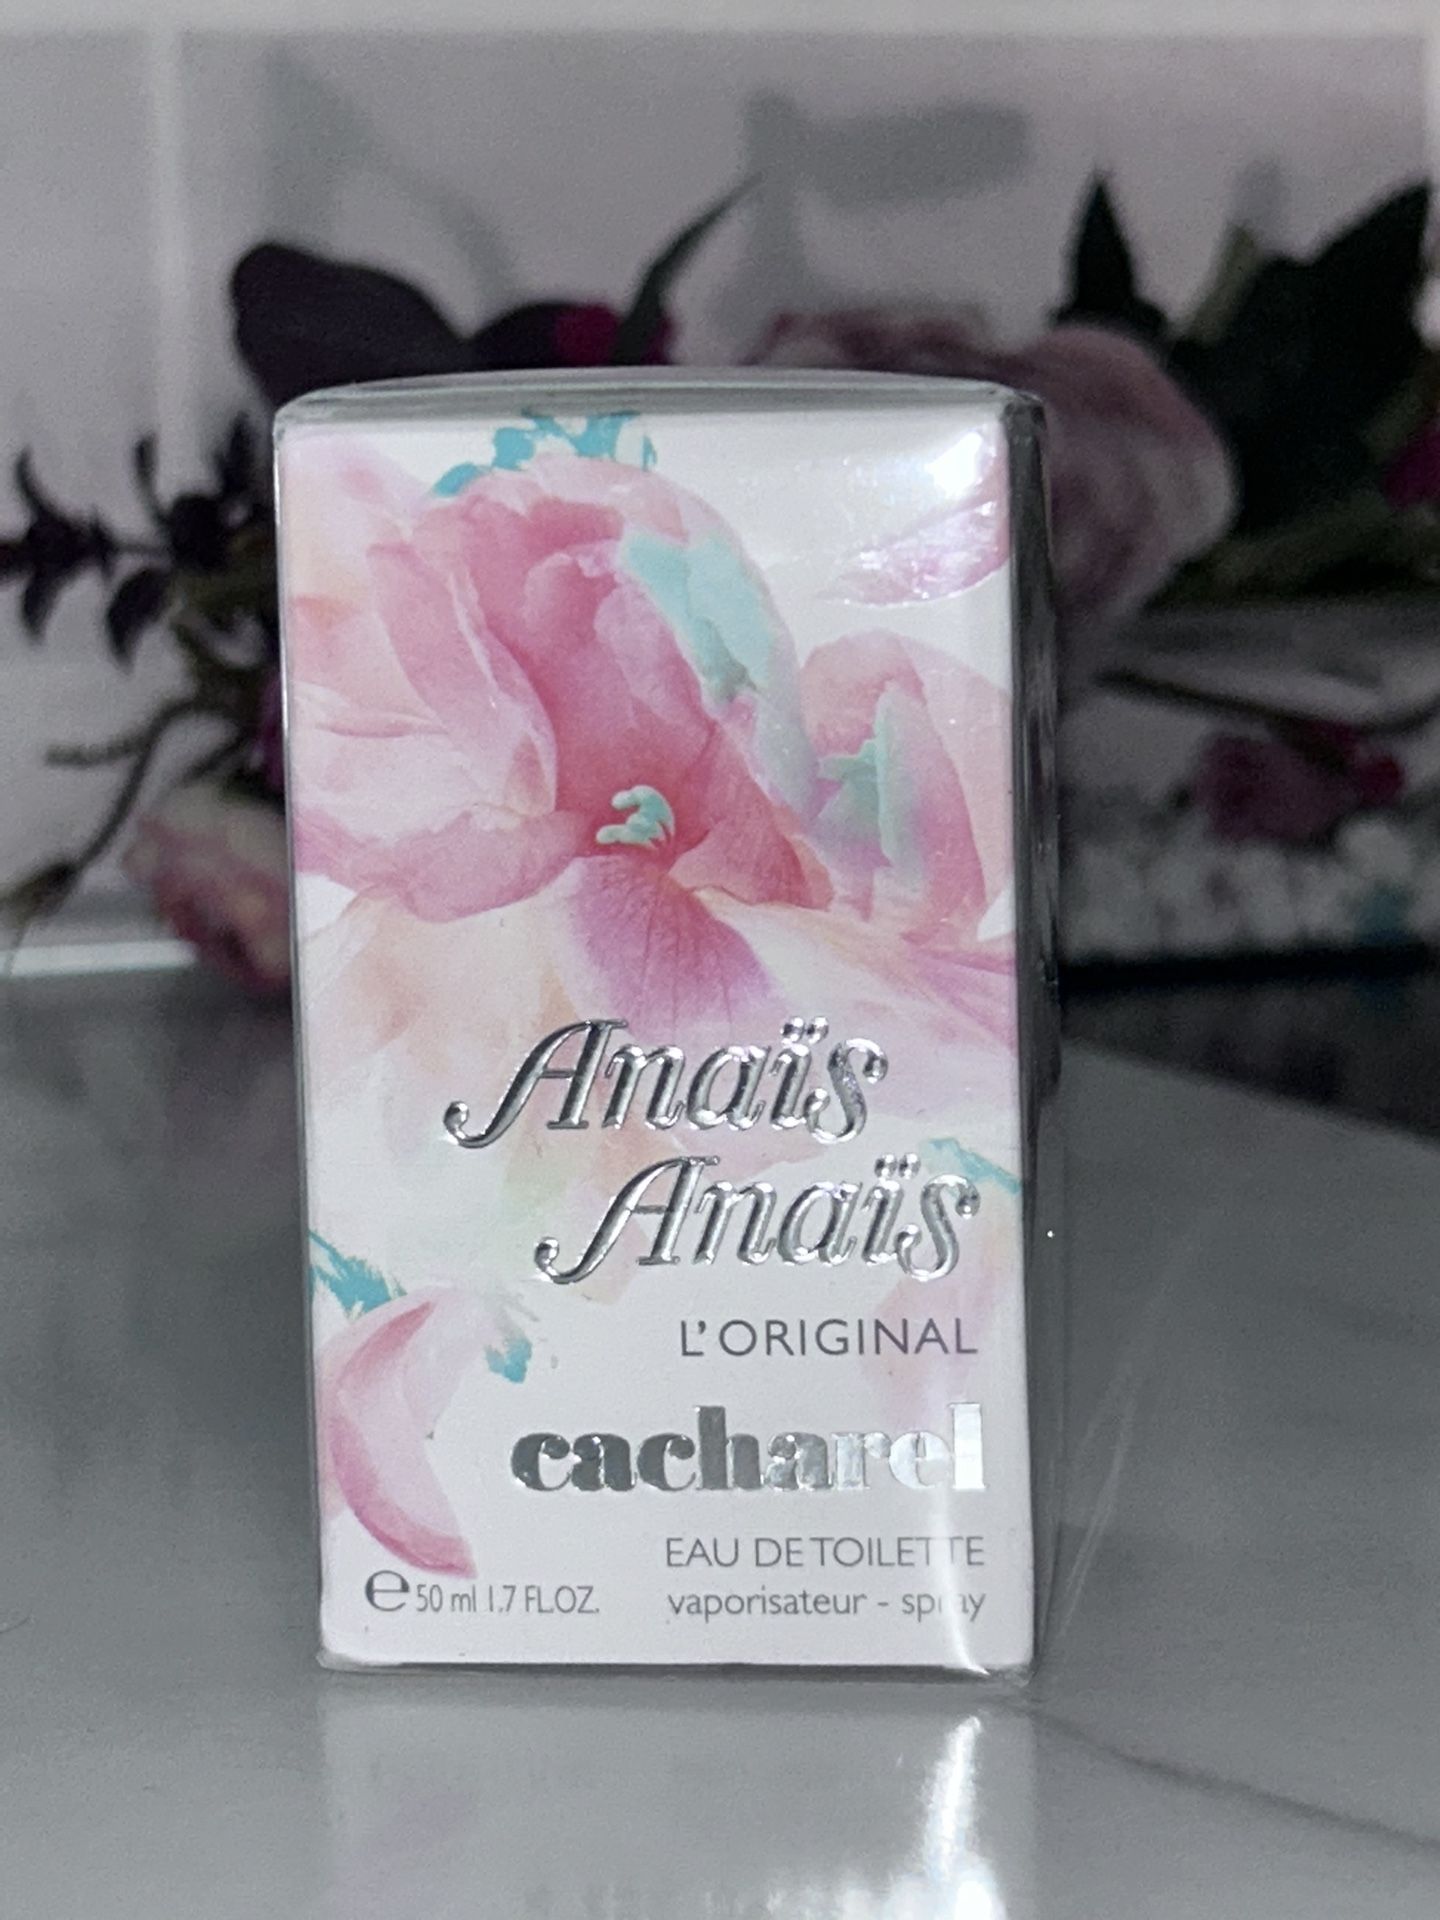 Anaïs
Anaïs
L'ORIGINAL
cacharel
EAU DE TOILETTE
e 50 ml 1.7 FL.OZ. vaporisateur - spray